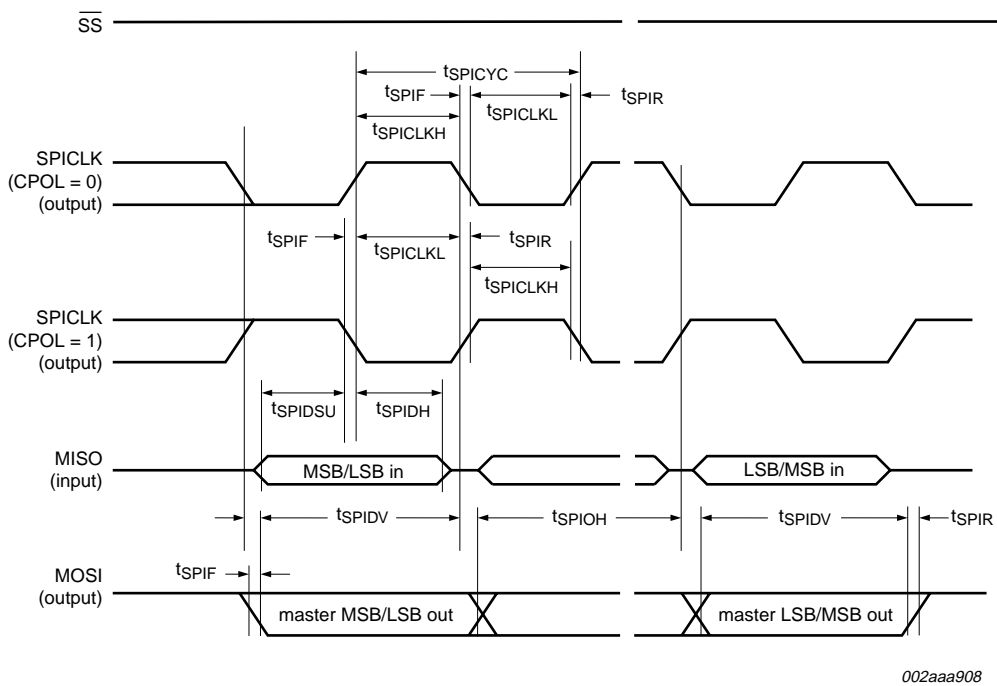 SS
tSPICYC
tSPIF
tSPICLKL
tSPIR
tSPICLKH
SPICLK
(CPOL = 0)
(output)
tSPIF
tSPICLKL
tSPIR
tSPICLKH
SPICLK
(CPOL = 1)
(output)
tSPIDSU
tSPIDH
MISO
(input)
MSB/LSB in
LSB/MSB in
tSPIDV
tSPIOH
tSPIDV
tSPIR
tSPIF
MOSI
(output)
master MSB/LSB out
master LSB/MSB out
002aaa908